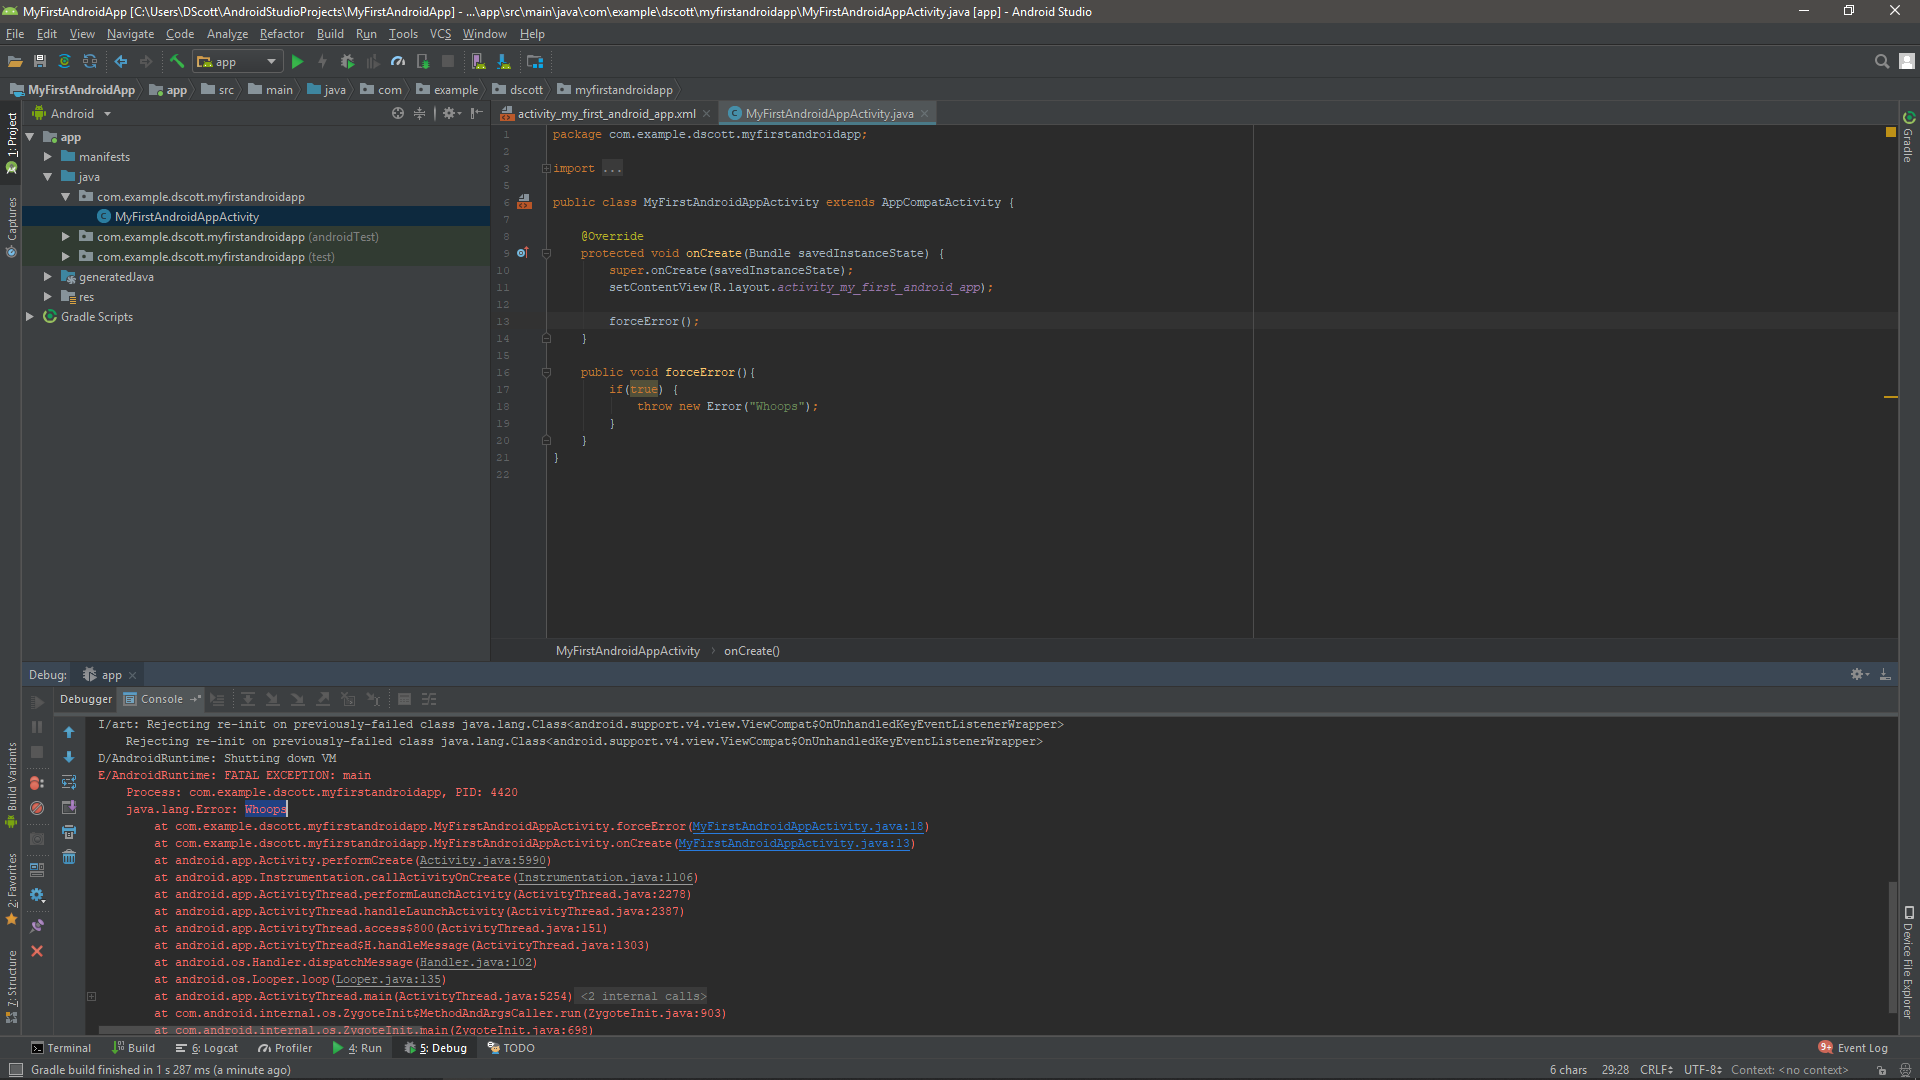 MyFirstAndroidApp [C:\Users\DScott\AndroidStudioProjects\MyFirstAndroidApp] - ...\app\src\main\java\com\example\dscott\myfirstandroidapp\MyFirstAndroidAppActivity.java [app] - Android Studio
File Edit View Navigate Code Analyze Refactor Build Run Tools VCS Window Help
app
MyFirstAndroidApp app src main java com example dscott myfirstandroidapp
1: Project
Captures
Build Variants
2: Favorites
7: Structure
Android
app
manifests
java
com.example.dscott.myfirstandroidapp
MyFirstAndroidAppActivity
com.example.dscott.myfirstandroidapp (androidTest)
com.example.dscott.myfirstandroidapp (test)
generatedJava
res
Gradle Scripts
activity_my_first_android_app.xml MyFirstAndroidAppActivity.java
1 package com.example.dscott.myfirstandroidapp;
2
3 import ...
5
6 public class MyFirstAndroidAppActivity extends AppCompatActivity {
7
8 @Override
9 protected void onCreate(Bundle savedInstanceState) {
10 super.onCreate(savedInstanceState);
11 setContentView(R.layout.activity_my_first_android_app);
12
13 forceError();
14 }
15
16 public void forceError(){
17 if(true) {
18 throw new Error("Whoops");
19 }
20 }
21 }
22
MyFirstAndroidAppActivity › onCreate()
Gradle
Device File Explorer
Debug: app
Debugger Console
I/art: Rejecting re-init on previously-failed class java.lang.Class<android.support.v4.view.ViewCompat$OnUnhandledKeyEventListenerWrapper>
Rejecting re-init on previously-failed class java.lang.Class<android.support.v4.view.ViewCompat$OnUnhandledKeyEventListenerWrapper>
D/AndroidRuntime: Shutting down VM
E/AndroidRuntime: FATAL EXCEPTION: main
Process: com.example.dscott.myfirstandroidapp, PID: 4420
java.lang.Error: Whoops
at com.example.dscott.myfirstandroidapp.MyFirstAndroidAppActivity.forceError(MyFirstAndroidAppActivity.java:18)
at com.example.dscott.myfirstandroidapp.MyFirstAndroidAppActivity.onCreate(MyFirstAndroidAppActivity.java:13)
at android.app.Activity.performCreate(Activity.java:5990)
at android.app.Instrumentation.callActivityOnCreate(Instrumentation.java:1106)
at android.app.ActivityThread.performLaunchActivity(ActivityThread.java:2278)
at android.app.ActivityThread.handleLaunchActivity(ActivityThread.java:2387)
at android.app.ActivityThread.access$800(ActivityThread.java:151)
at android.app.ActivityThread$H.handleMessage(ActivityThread.java:1303)
at android.os.Handler.dispatchMessage(Handler.java:102)
at android.os.Looper.loop(Looper.java:135)
at android.app.ActivityThread.main(ActivityThread.java:5254) <2 internal calls>
at com.android.internal.os.ZygoteInit$MethodAndArgsCaller.run(ZygoteInit.java:903)
at com.android.internal.os.ZygoteInit.main(ZygoteInit.java:698)
Terminal Build 6: Logcat Profiler 4: Run 5: Debug TODO 9+ Event Log
Gradle build finished in 1 s 287 ms (a minute ago) 6 chars 29:28 CRLF UTF-8 Context: <no context>